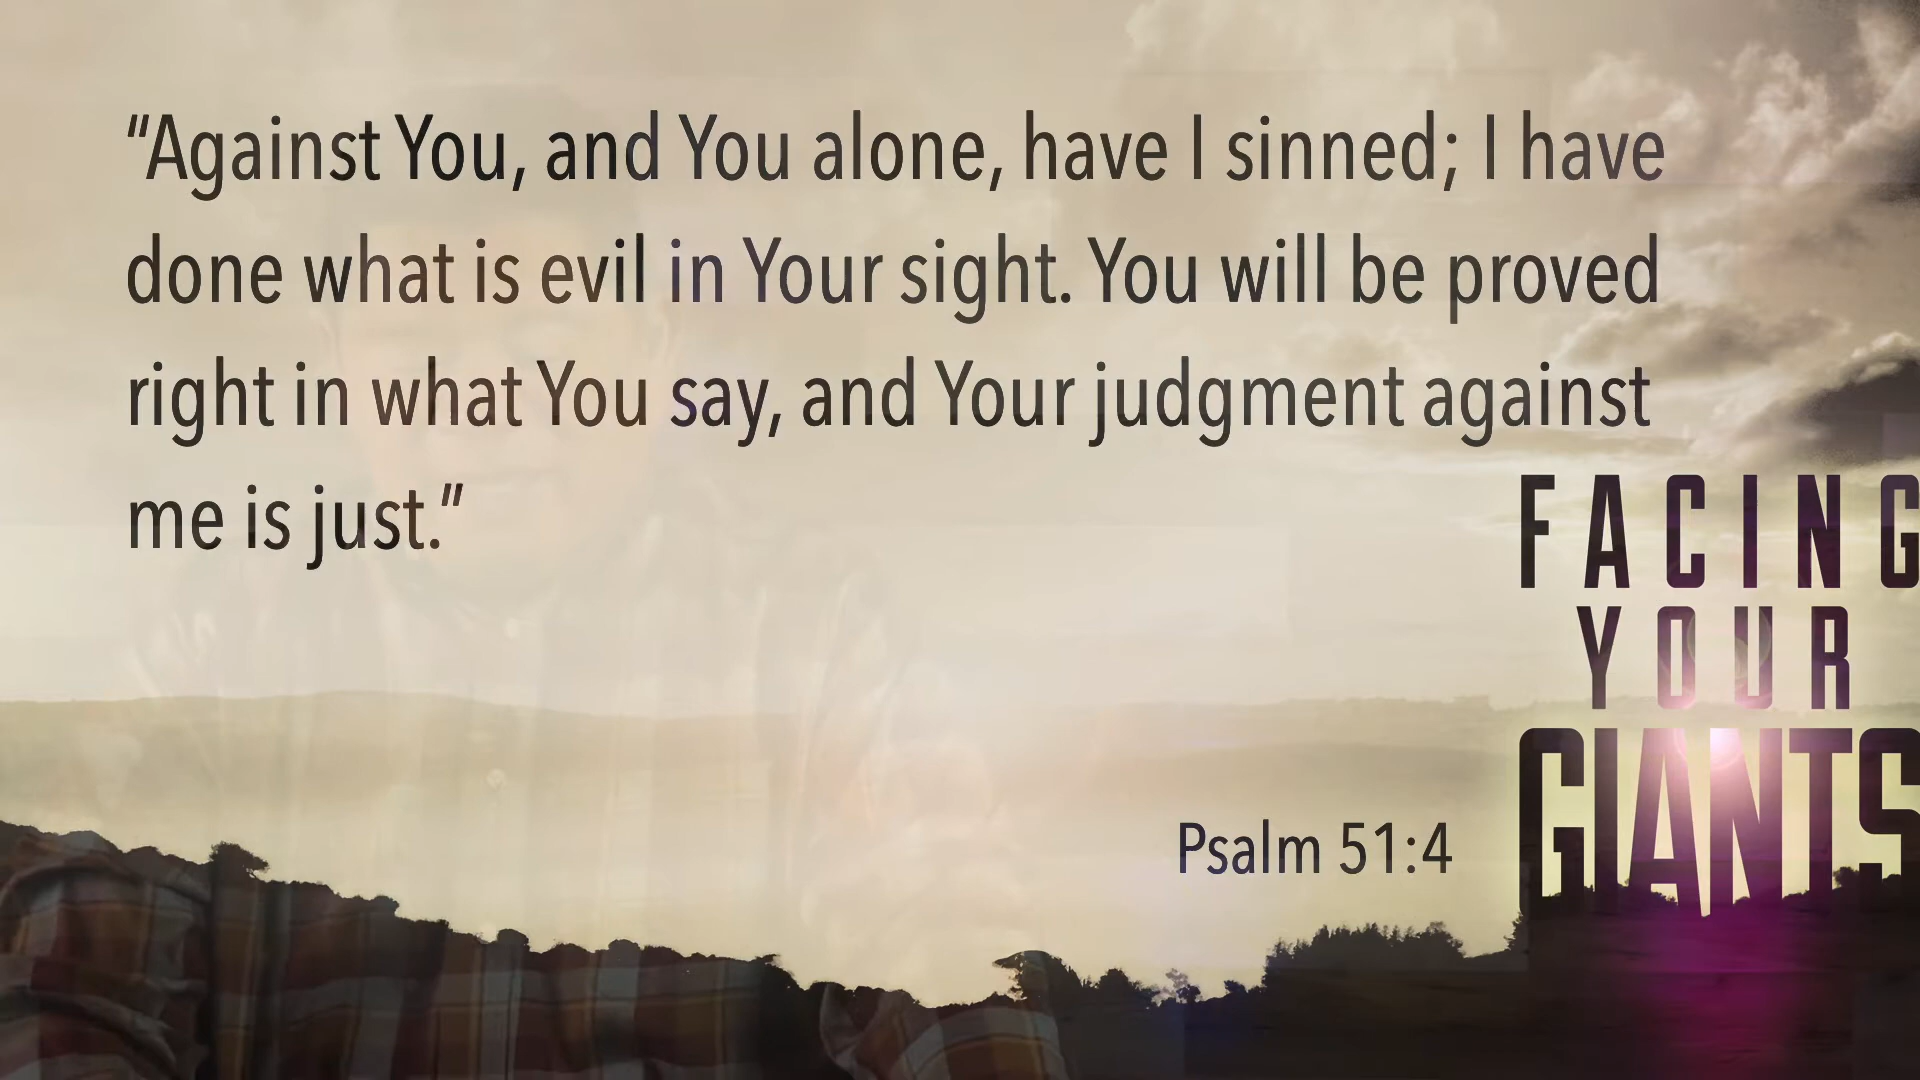 “Against You, and You alone, have I sinned; I have
done what is evil in Your sight. You will be proved
right in what You say, and Your judgment against
me is just.”
Psalm 51:4
FACING
YOUR
GIANTS